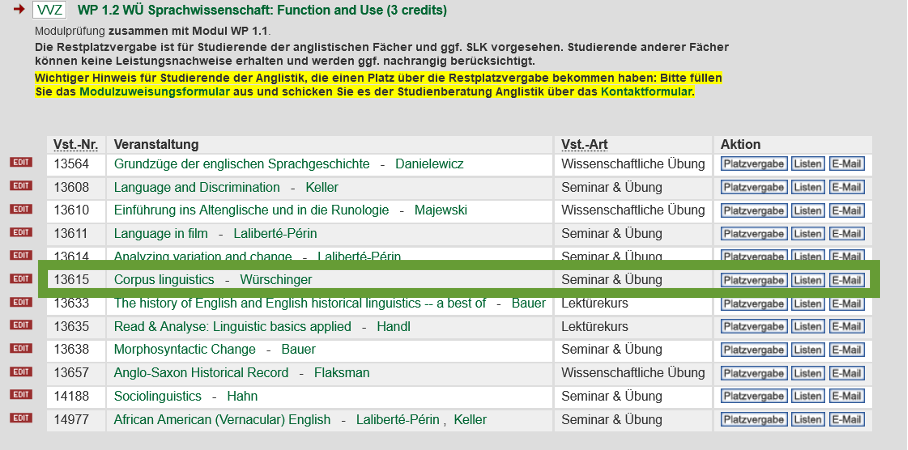 VVZ WP 1.2 WÜ Sprachwissenschaft: Function and Use (3 credits)
Modulprüfung zusammen mit Modul WP 1.1.
Die Restplatzvergabe ist für Studierende der anglistischen Fächer und ggf. SLK vorgesehen. Studierende anderer Fächer
können keine Leistungsnachweise erhalten und werden ggf. nachrangig berücksichtigt.
Wichtiger Hinweis für Studierende der Anglistik, die einen Platz über die Restplatzvergabe bekommen haben: Bitte füllen
Sie das Modulzuweisungsformular aus und schicken Sie es der Studienberatung Anglistik über das Kontaktformular.
Vst.-Nr. Veranstaltung Vst.-Art Aktion
EDIT 13564 Grundzüge der englischen Sprachgeschichte - Danielewicz Wissenschaftliche Übung Platzvergabe Listen E-Mail
EDIT 13608 Language and Discrimination - Keller Seminar & Übung Platzvergabe Listen E-Mail
EDIT 13610 Einführung ins Altenglische und in die Runologie - Majewski Wissenschaftliche Übung Platzvergabe Listen E-Mail
EDIT 13611 Language in film - Laliberté-Périn Seminar & Übung Platzvergabe Listen E-Mail
EDIT 13614 Analyzing variation and change - Laliberté-Périn Seminar & Übung Platzvergabe Listen E-Mail
EDIT 13615 Corpus linguistics - Würschinger Seminar & Übung Platzvergabe Listen E-Mail
EDIT 13633 The history of English and English historical linguistics -- a best of - Bauer Lektürekurs Platzvergabe Listen E-Mail
EDIT 13635 Read & Analyse: Linguistic basics applied - Handl Lektürekurs Platzvergabe Listen E-Mail
EDIT 13638 Morphosyntactic Change - Bauer Seminar & Übung Platzvergabe Listen E-Mail
EDIT 13657 Anglo-Saxon Historical Record - Flaksman Wissenschaftliche Übung Platzvergabe Listen E-Mail
EDIT 14188 Sociolinguistics - Hahn Seminar & Übung Platzvergabe Listen E-Mail
EDIT 14977 African American (Vernacular) English - Laliberté-Périn , Keller Seminar & Übung Platzvergabe Listen E-Mail